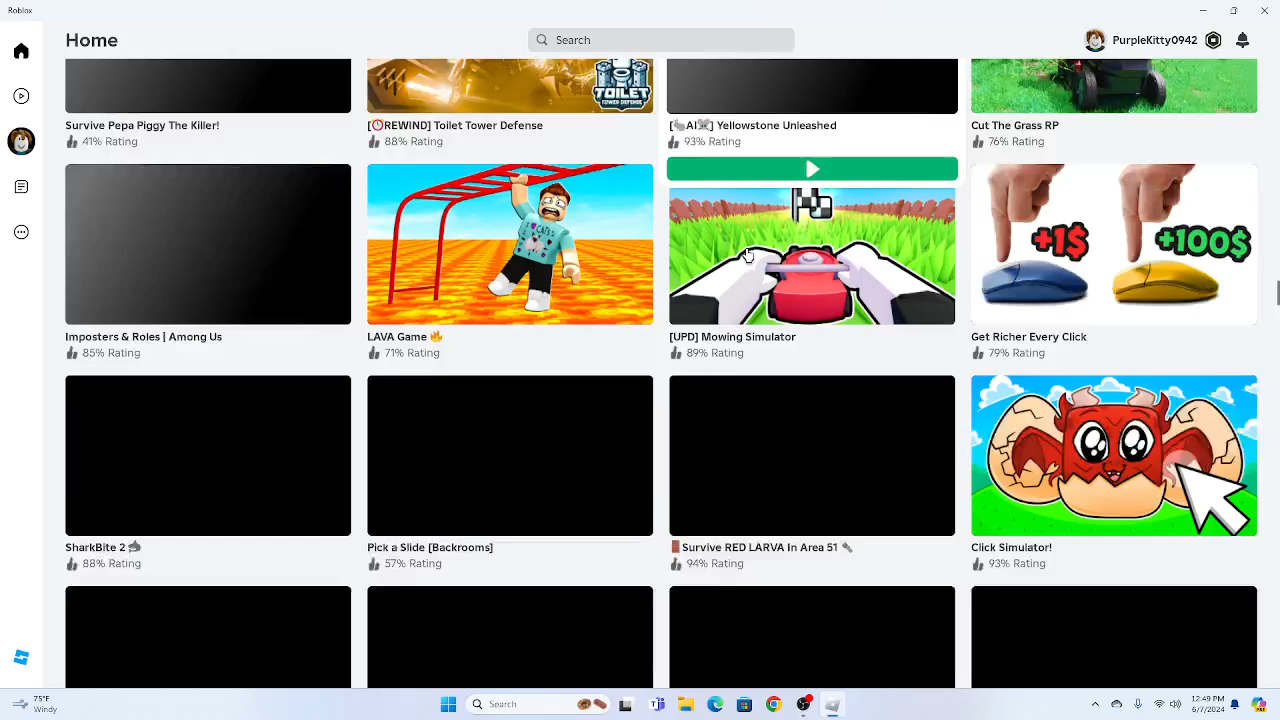 Roblox
Home
Search
PurpleKitty0942
TOILET
TOWER DEFENSE
Survive Pepa Piggy The Killer!
[⏱REWIND] Toilet Tower Defense
[🐃AI☠️] Yellowstone Unleashed
Cut The Grass RP
41% Rating
88% Rating
93% Rating
76% Rating
+1$
+100$
Imposters & Roles | Among Us
LAVA Game 🔥
[UPD] Mowing Simulator
Get Richer Every Click
85% Rating
71% Rating
89% Rating
79% Rating
SharkBite 2 🦈
Pick a Slide [Backrooms]
🚪Survive RED LARVA In Area 51 🔦
Click Simulator!
88% Rating
57% Rating
94% Rating
93% Rating
75°F
Windy
Search
12:49 PM
6/7/2024